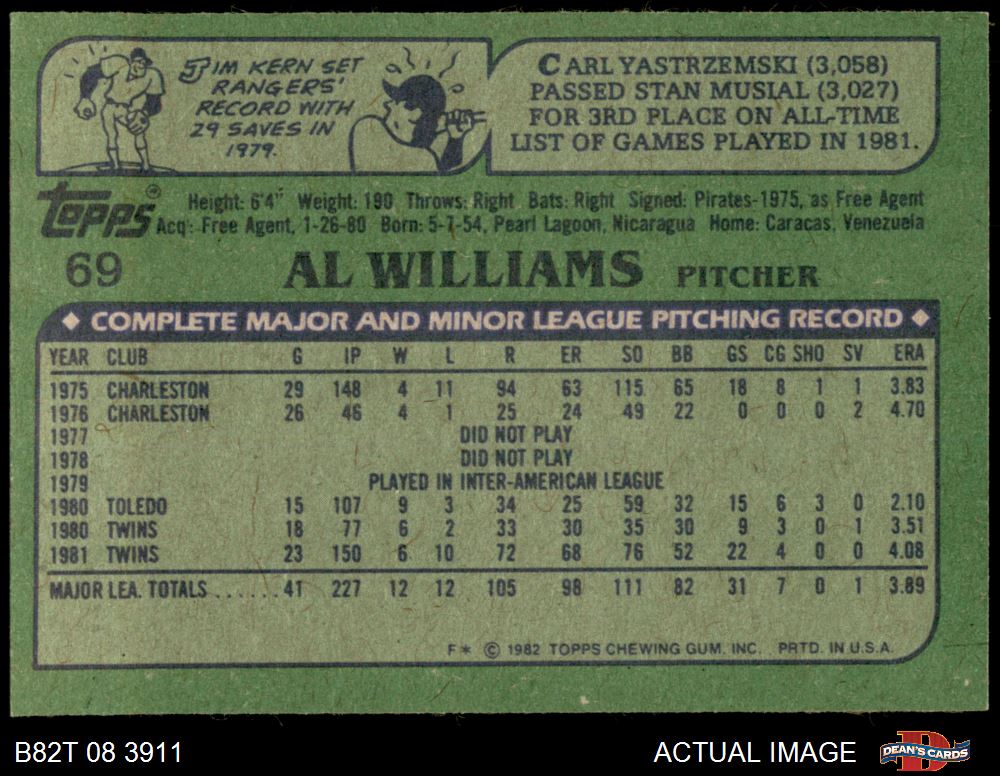 JIM KERN SET
RANGERS'
RECORD WITH
29 SAVES IN
1979.
CARL YASTRZEMSKI (3,058)
PASSED STAN MUSIAL (3,027)
FOR 3RD PLACE ON ALL-TIME
LIST OF GAMES PLAYED IN 1981.
topps®
Height: 6'4" Weight: 190 Throws: Right Bats: Right Signed: Pirates-1975, as Free Agent
Acq: Free Agent, 1-26-80 Born: 5-7-54, Pearl Lagoon, Nicaragua Home: Caracas, Venezuela
69 AL WILLIAMS PITCHER
◆ COMPLETE MAJOR AND MINOR LEAGUE PITCHING RECORD ◆
YEAR CLUB G IP W L R ER SO BB GS CG SHO SV ERA
1975 CHARLESTON 29 148 4 11 94 63 115 65 18 8 1 1 3.83
1976 CHARLESTON 26 46 4 1 25 24 49 22 0 0 0 2 4.70
1977 DID NOT PLAY
1978 DID NOT PLAY
1979 PLAYED IN INTER-AMERICAN LEAGUE
1980 TOLEDO 15 107 9 3 34 25 59 32 15 6 3 0 2.10
1980 TWINS 18 77 6 2 33 30 35 30 9 3 0 1 3.51
1981 TWINS 23 150 6 10 72 68 76 52 22 4 0 0 4.08
MAJOR LEA. TOTALS ......41 227 12 12 105 98 111 82 31 7 0 1 3.89
F* © 1982 TOPPS CHEWING GUM. INC. PRTD. IN U.S.A.
B82T 08 3911 ACTUAL IMAGE D DEAN'S CARDS